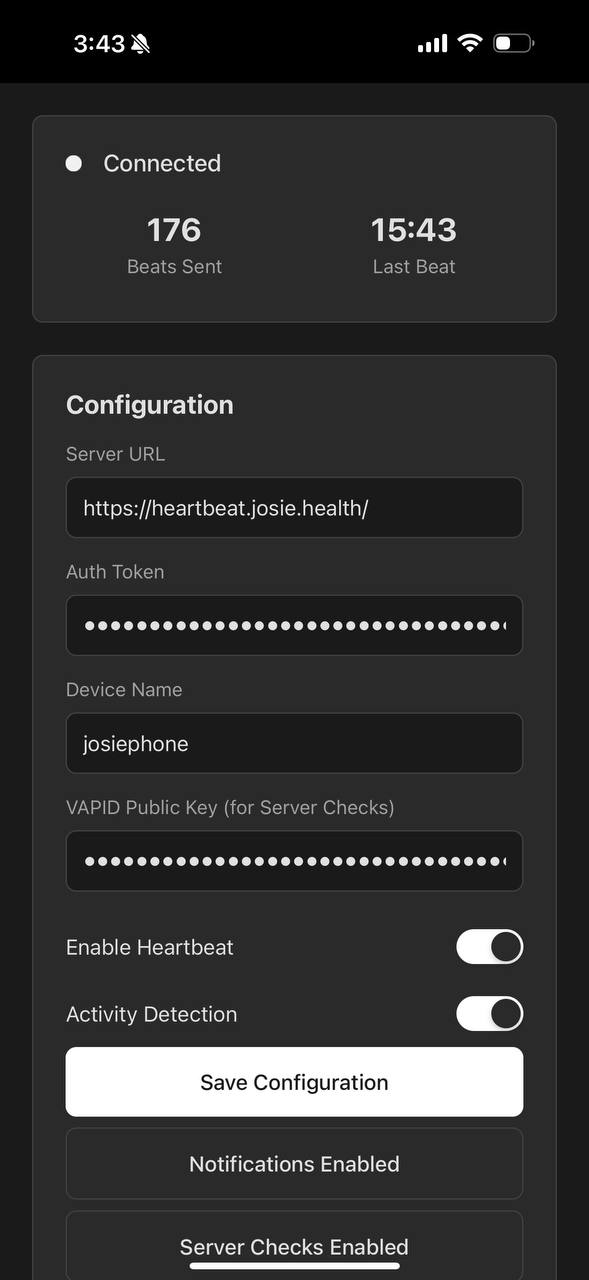 3:43
Connected
176
15:43
Beats Sent
Last Beat
Configuration
Server URL
https://heartbeat.josie.health/
Auth Token
Device Name
josiephone
VAPID Public Key (for Server Checks)
Enable Heartbeat
Activity Detection
Save Configuration
Notifications Enabled
Server Checks Enabled